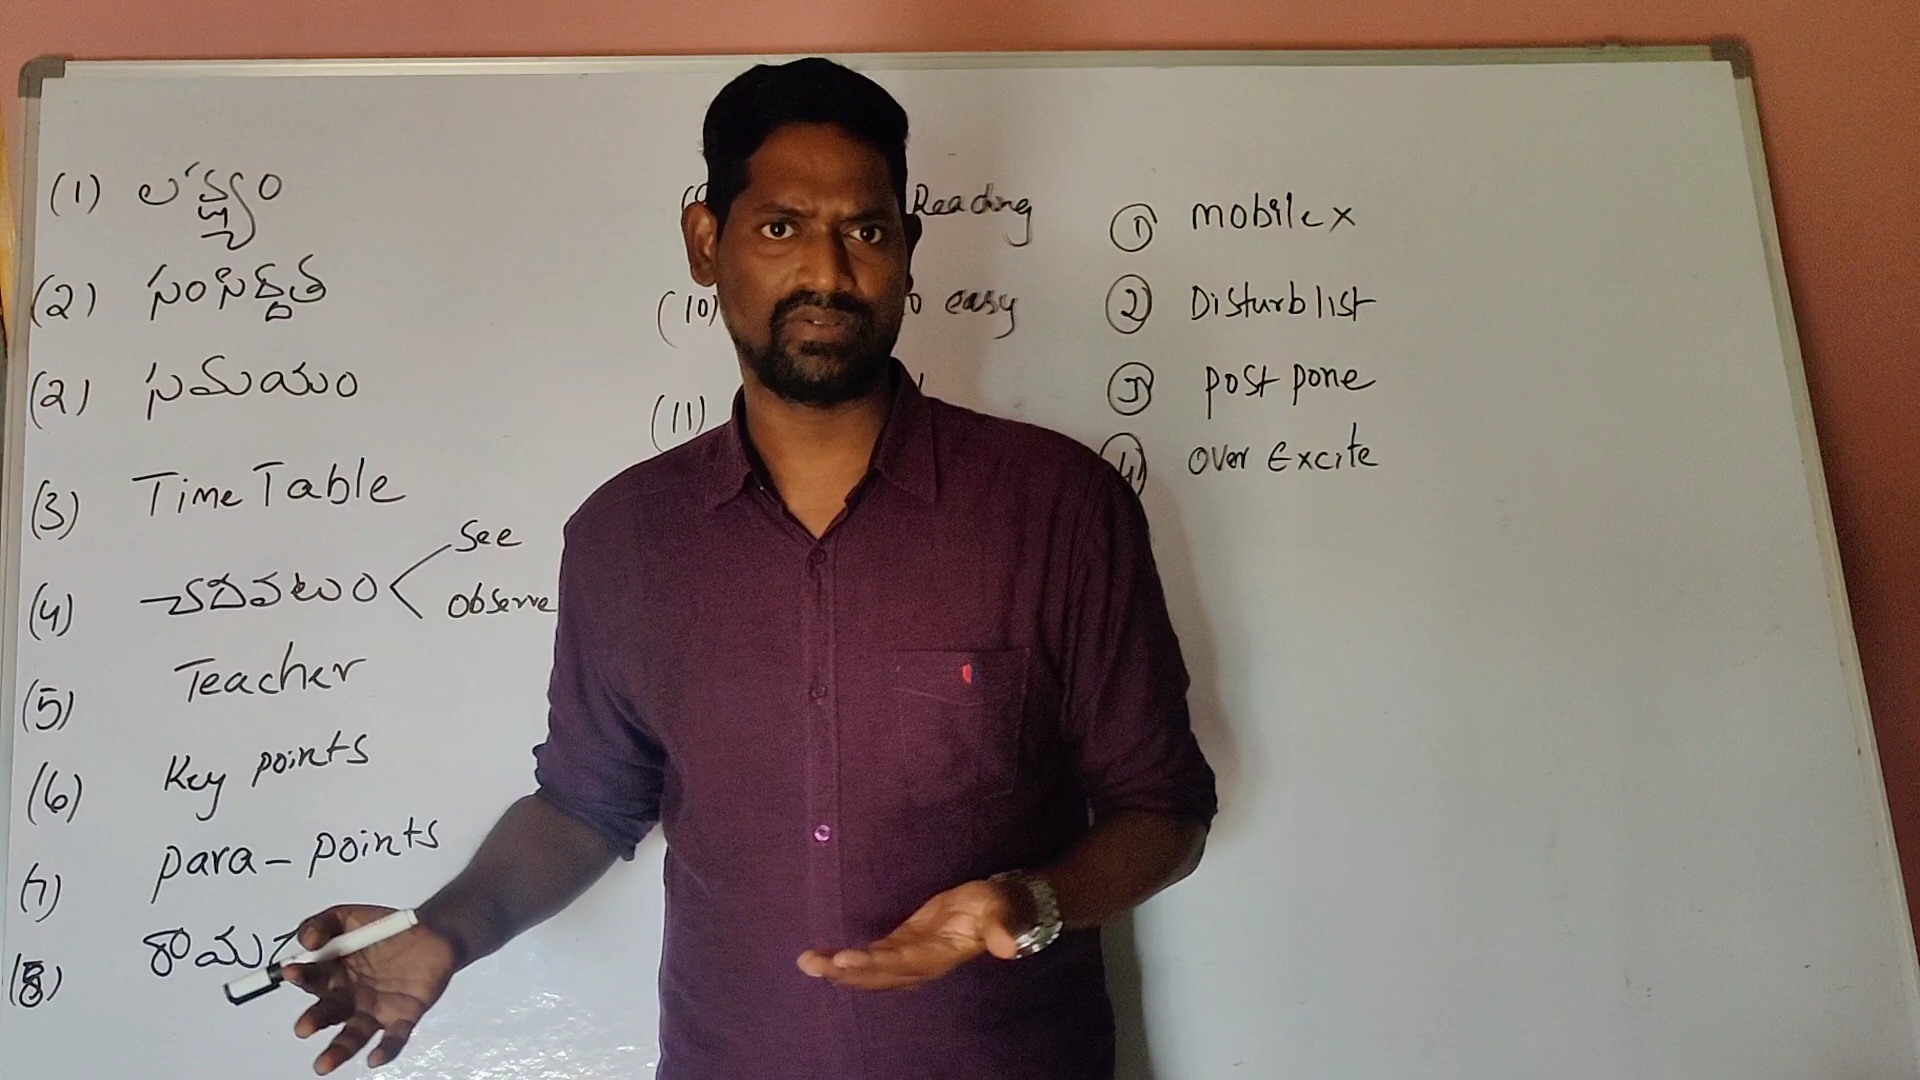 (1) లక్ష్యం
(2) సంసిద్ధత
(2) సమయం
(3) Time Table
(4) చదవటం < See
observe
(5) Teacher
(6) Key points
(7) para - points
(8)
Reading
(10) easy
(11)
① mobile x
② Disturb list
③ post pone
④ over Excite